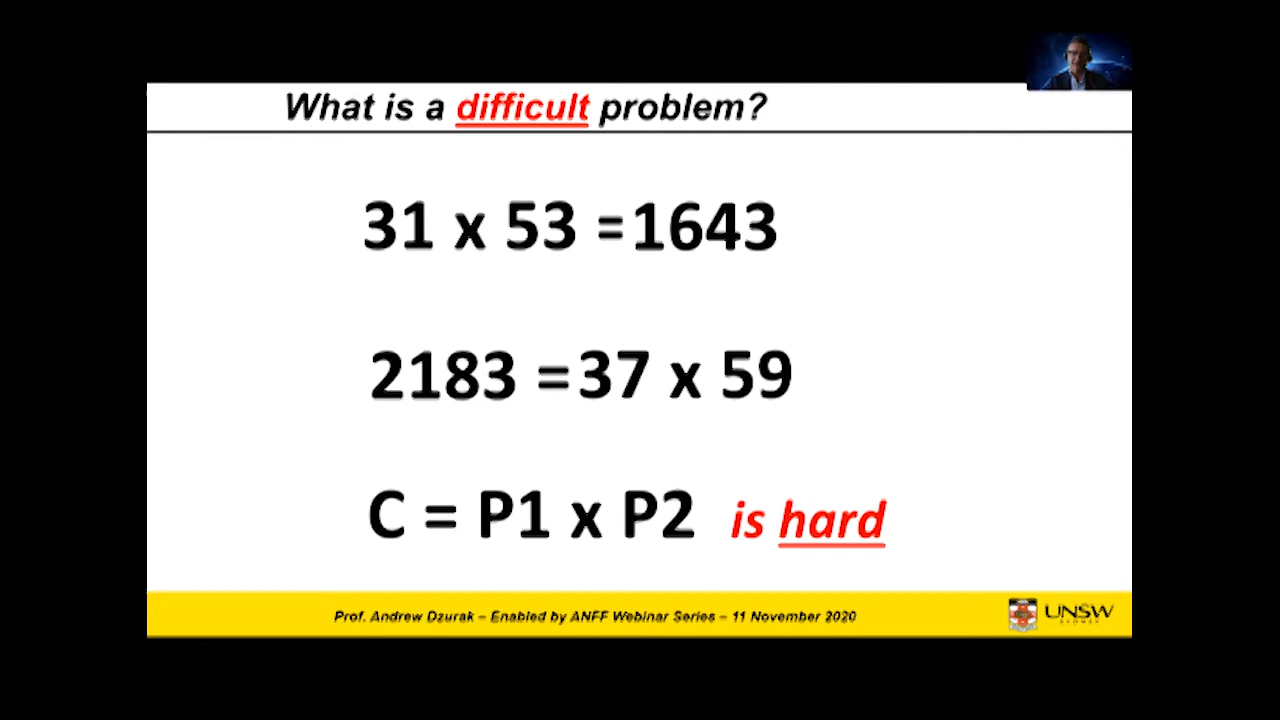 What is a difficult problem?
31 x 53 =1643
2183 =37 x 59
C = P1 x P2 is hard
Prof. Andrew Dzurak – Enabled by ANFF Webinar Series – 11 November 2020
UNSW
SYDNEY